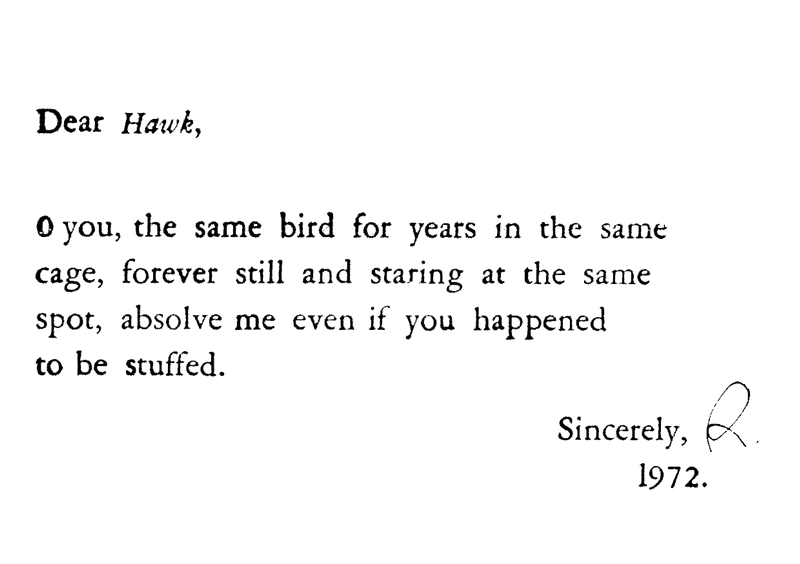 Dear Hawk,
O you, the same bird for years in the same
cage, forever still and staring at the same
spot, absolve me even if you happened
to be stuffed.
Sincerely, R.
1972.